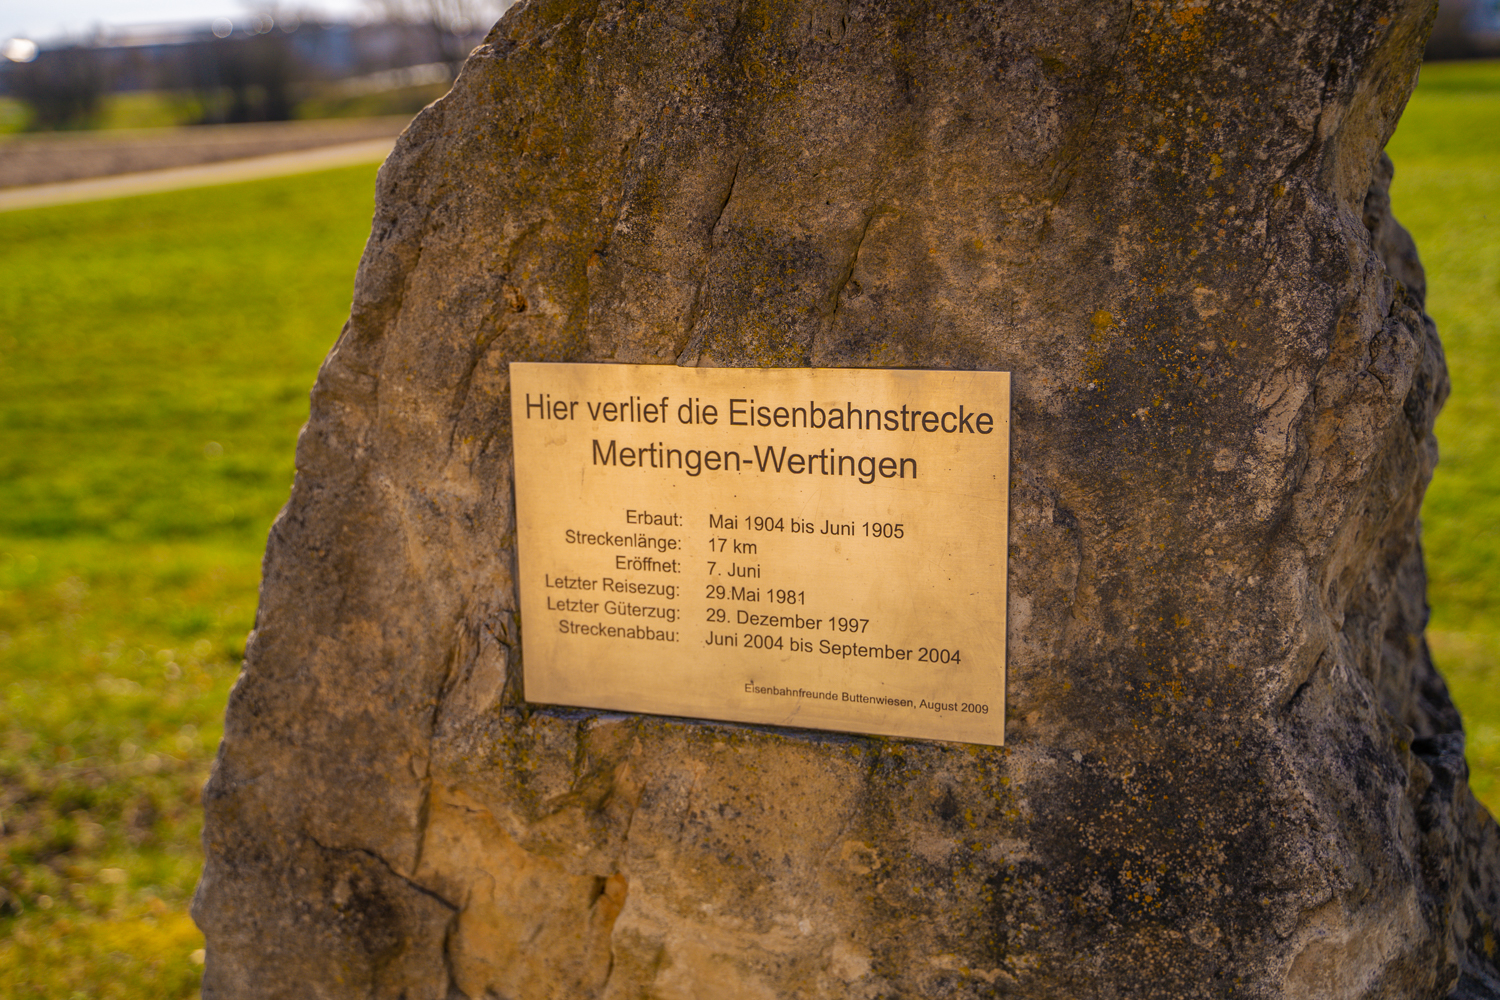 Hier verlief die Eisenbahnstrecke
Mertingen-Wertingen
Erbaut: Mai 1904 bis Juni 1905
Streckenlänge: 17 km
Eröffnet: 7. Juni
Letzter Reisezug: 29.Mai 1981
Letzter Güterzug: 29. Dezember 1997
Streckenabbau: Juni 2004 bis September 2004
Eisenbahnfreunde Buttenwiesen, August 2009